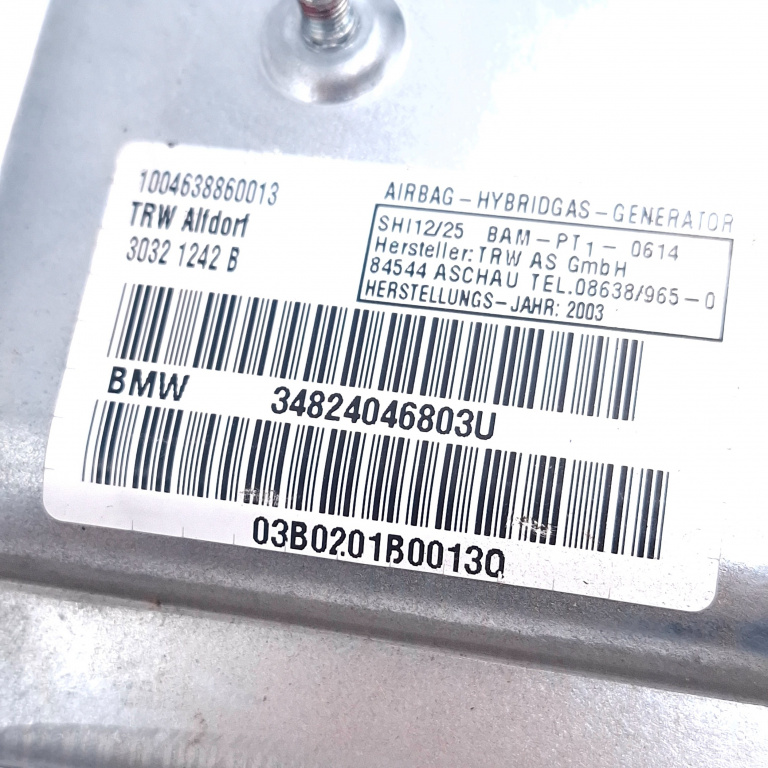 1004638860013
TRW Alfdorf
3032 1242 B
AIRBAG-HYBRIDGAS-GENERATOR
SHI12/25 BAM-PT1-0614
Hersteller:TRW AS GmbH
84544 ASCHAU TEL.08638/965-0
HERSTELLUNGS-JAHR: 2003
BMW 34824046803U
03B0201B0013Q